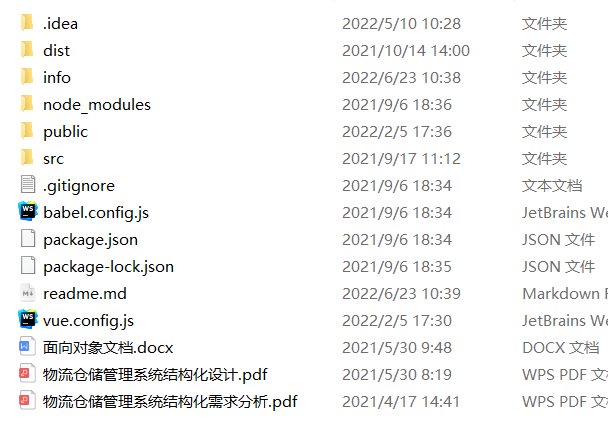 .idea 2022/5/10 10:28 文件夹
dist 2021/10/14 14:00 文件夹
info 2022/6/23 10:38 文件夹
node_modules 2021/9/6 18:36 文件夹
public 2022/2/5 17:36 文件夹
src 2021/9/17 11:12 文件夹
.gitignore 2021/9/6 18:34 文本文档
WS babel.config.js 2021/9/6 18:34 JetBrains We
package.json 2021/9/6 18:34 JSON 文件
package-lock.json 2021/9/6 18:35 JSON 文件
readme.md 2022/6/23 10:39 Markdown F
WS vue.config.js 2022/2/5 17:30 JetBrains We
W 面向对象文档.docx 2021/5/30 9:48 DOCX 文档
物流仓储管理系统结构化设计.pdf 2021/5/30 8:19 WPS PDF 文
物流仓储管理系统结构化需求分析.pdf 2021/4/17 14:41 WPS PDF 文